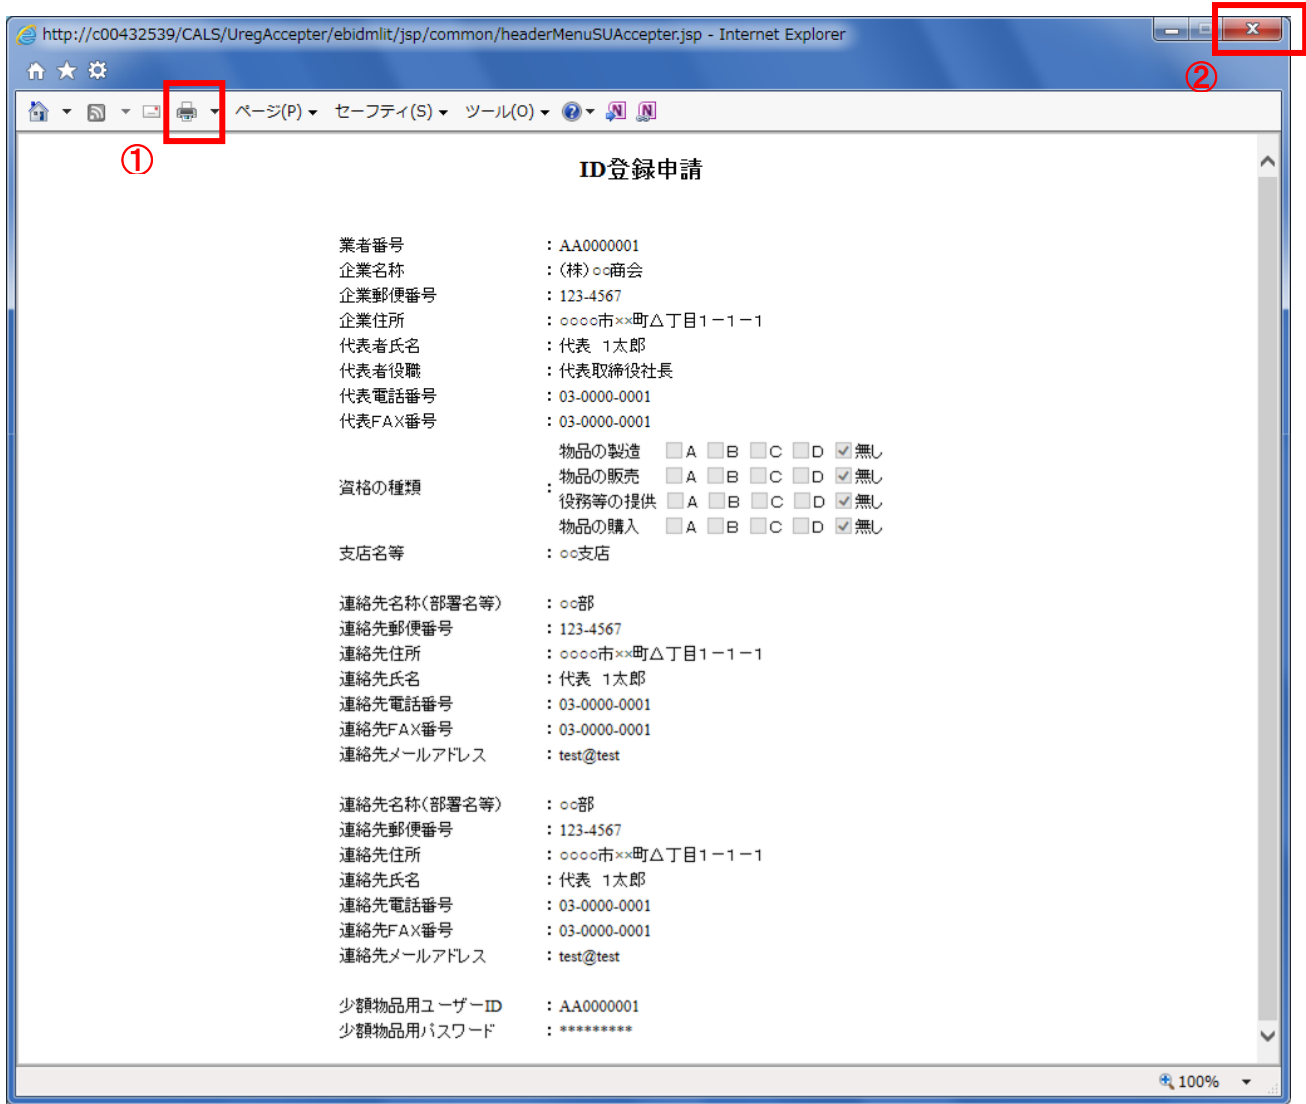 http://c00432539/CALS/UregAccepter/ebidmlit/jsp/common/headerMenuSUAccepter.jsp - Internet Explorer
②
ページ(P) セーフティ(S) ツール(O)
①
ID登録申請
業者番号 : AA0000001
企業名称 : (株)○○商会
企業郵便番号 : 123-4567
企業住所 : ○○○○市××町△丁目1－1－1
代表者氏名 : 代表 1太郎
代表者役職 : 代表取締役社長
代表電話番号 : 03-0000-0001
代表FAX番号 : 03-0000-0001
資格の種類 :
物品の製造 A B C D 無し
物品の販売 A B C D 無し
役務等の提供 A B C D 無し
物品の購入 A B C D 無し
支店名等 : ○○支店
連絡先名称(部署名等) : ○○部
連絡先郵便番号 : 123-4567
連絡先住所 : ○○○○市××町△丁目1－1－1
連絡先氏名 : 代表 1太郎
連絡先電話番号 : 03-0000-0001
連絡先FAX番号 : 03-0000-0001
連絡先メールアドレス : test@test
連絡先名称(部署名等) : ○○部
連絡先郵便番号 : 123-4567
連絡先住所 : ○○○○市××町△丁目1－1－1
連絡先氏名 : 代表 1太郎
連絡先電話番号 : 03-0000-0001
連絡先FAX番号 : 03-0000-0001
連絡先メールアドレス : test@test
少額物品用ユーザーID : AA0000001
少額物品用パスワード : *********
100%